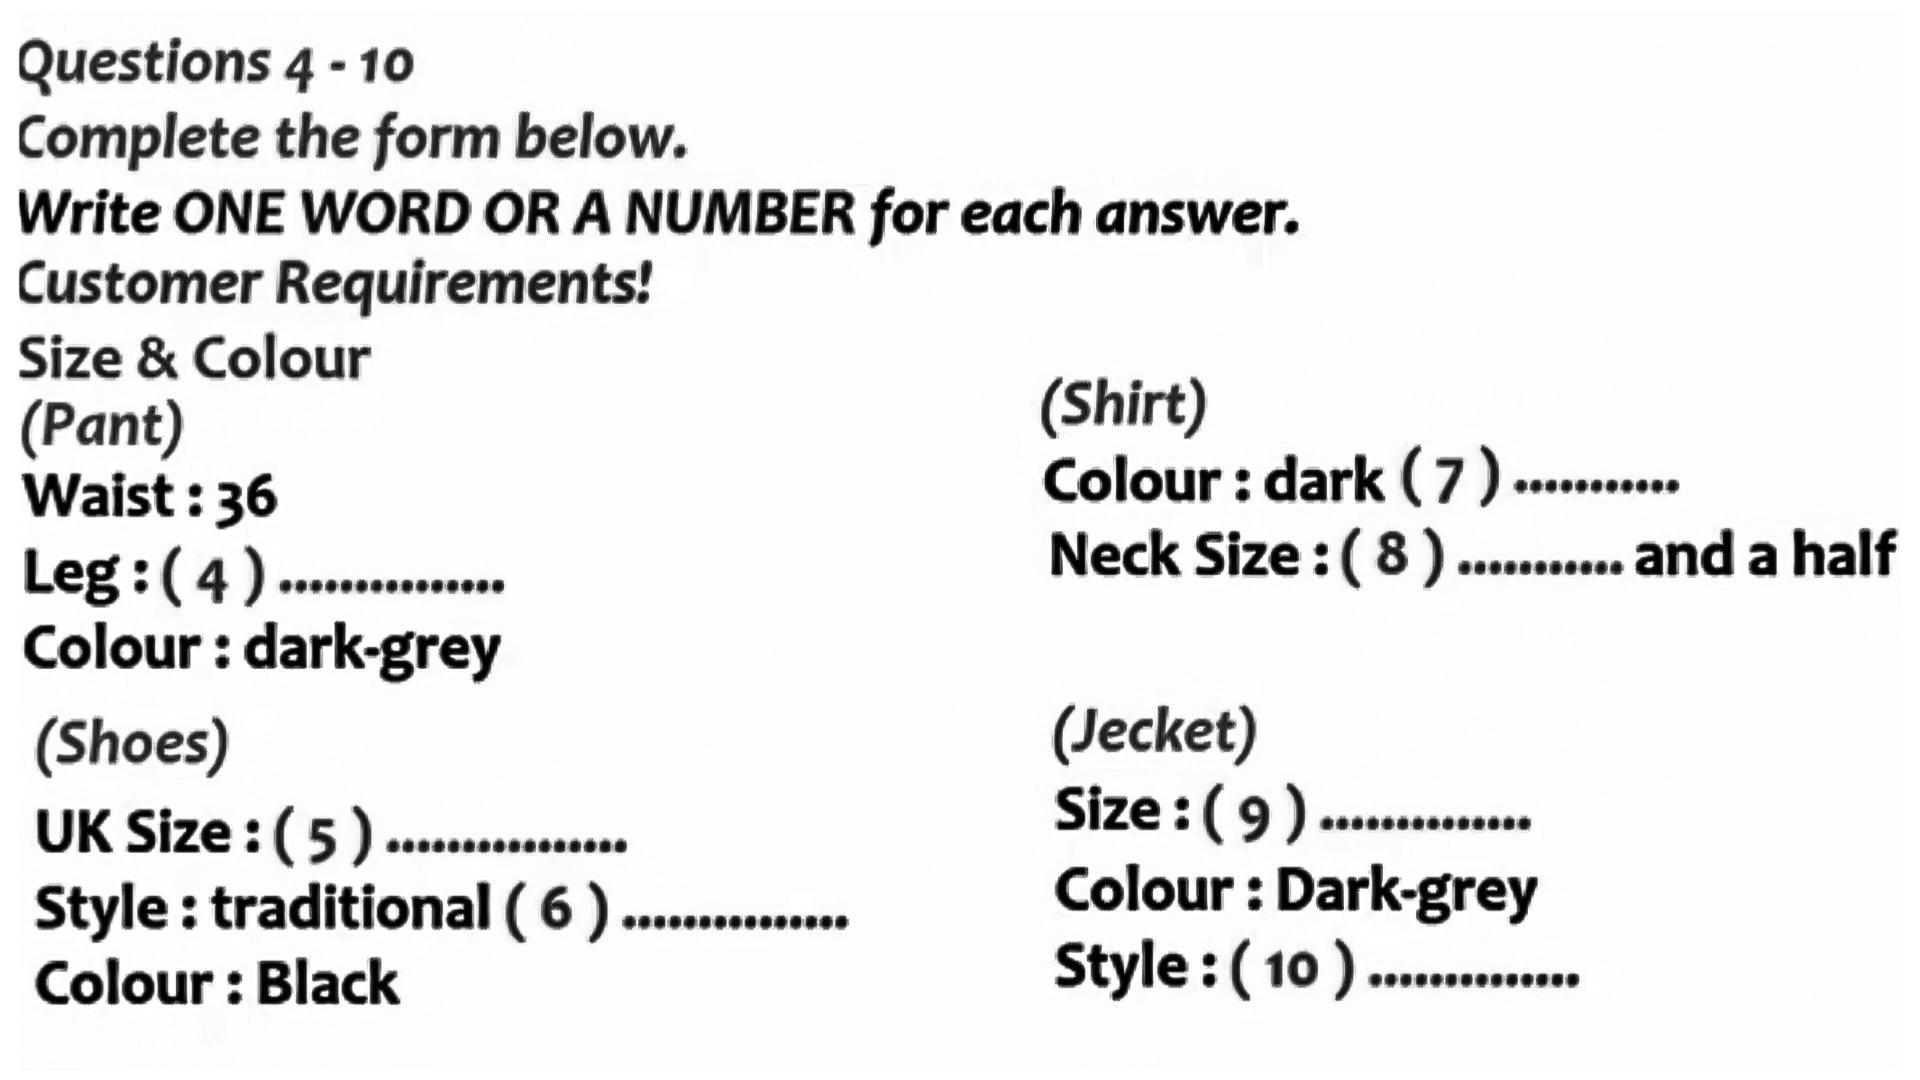 Questions 4 - 10
Complete the form below.
Write ONE WORD OR A NUMBER for each answer.
Customer Requirements!
Size & Colour
(Pant)
Waist : 36
Leg : ( 4 ) ...............
Colour : dark-grey
(Shoes)
UK Size : ( 5 ) ................
Style : traditional ( 6 ) ...............
Colour : Black
(Shirt)
Colour : dark ( 7 ) ...........
Neck Size : ( 8 ) ........... and a half
(Jecket)
Size : ( 9 ) ..............
Colour : Dark-grey
Style : ( 10 ) ..............